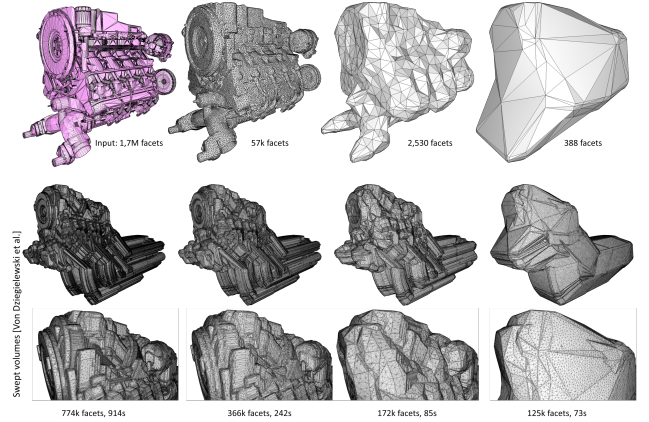 Input: 1,7M facets
57k facets
2,530 facets
388 facets
Swept volumes [Von Dziegielewski et al.]
774k facets, 914s
366k facets, 242s
172k facets, 85s
125k facets, 73s